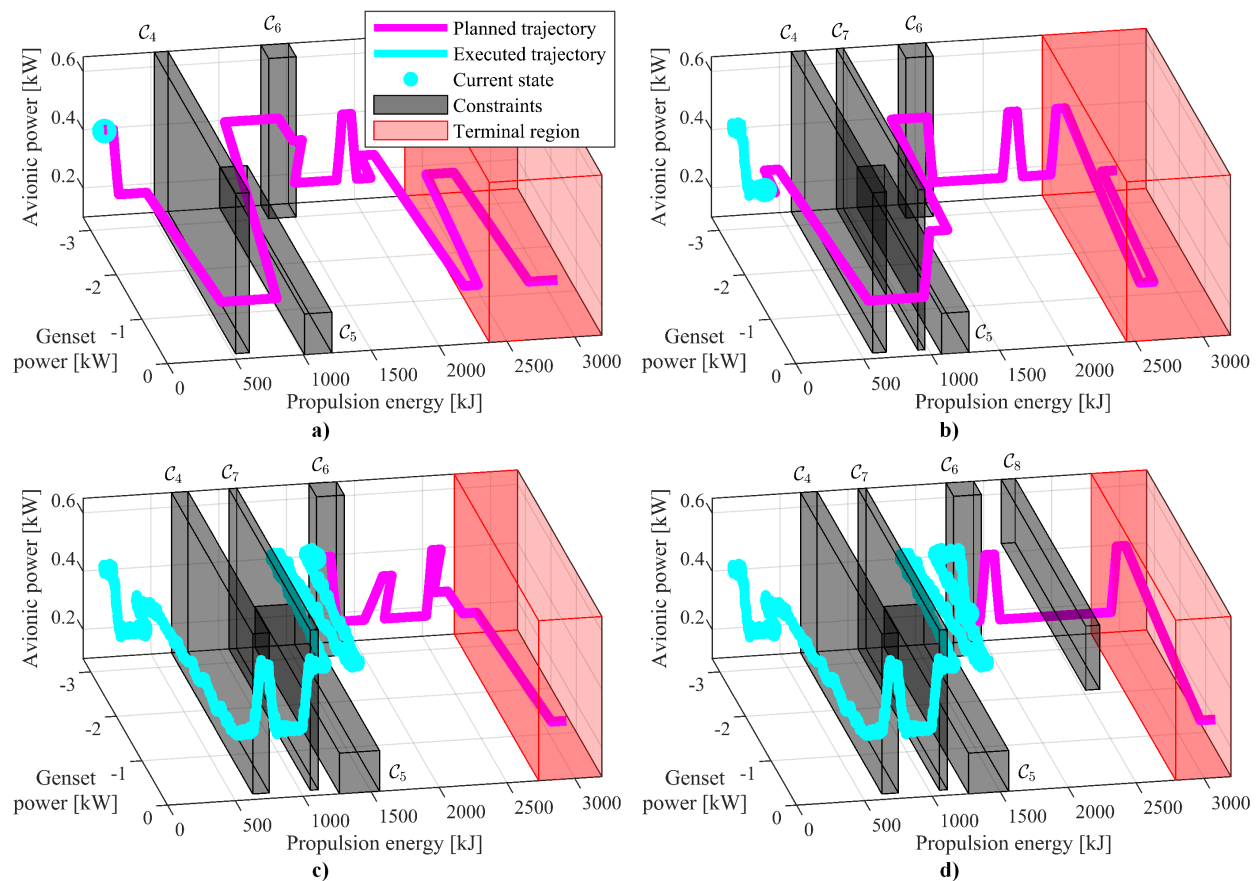 𝒞₄
𝒞₆
Planned trajectory
Executed trajectory
Current state
Constraints
Terminal region
0.6
0.4
0.2
Avionic power [kW]
-3
-2
-1
0
Genset
power [kW]
𝒞₅
0
500
1000
1500
2000
2500
3000
Propulsion energy [kJ]
a)
𝒞₄
𝒞₇
𝒞₆
0.6
0.4
0.2
Avionic power [kW]
-3
-2
-1
0
Genset
power [kW]
𝒞₅
0
500
1000
1500
2000
2500
3000
Propulsion energy [kJ]
b)
𝒞₄
𝒞₇
𝒞₆
0.6
0.4
0.2
Avionic power [kW]
-3
-2
-1
0
Genset
power [kW]
𝒞₅
0
500
1000
1500
2000
2500
3000
Propulsion energy [kJ]
c)
𝒞₄
𝒞₇
𝒞₆
𝒞₈
0.6
0.4
0.2
Avionic power [kW]
-3
-2
-1
0
Genset
power [kW]
𝒞₅
0
500
1000
1500
2000
2500
3000
Propulsion energy [kJ]
d)